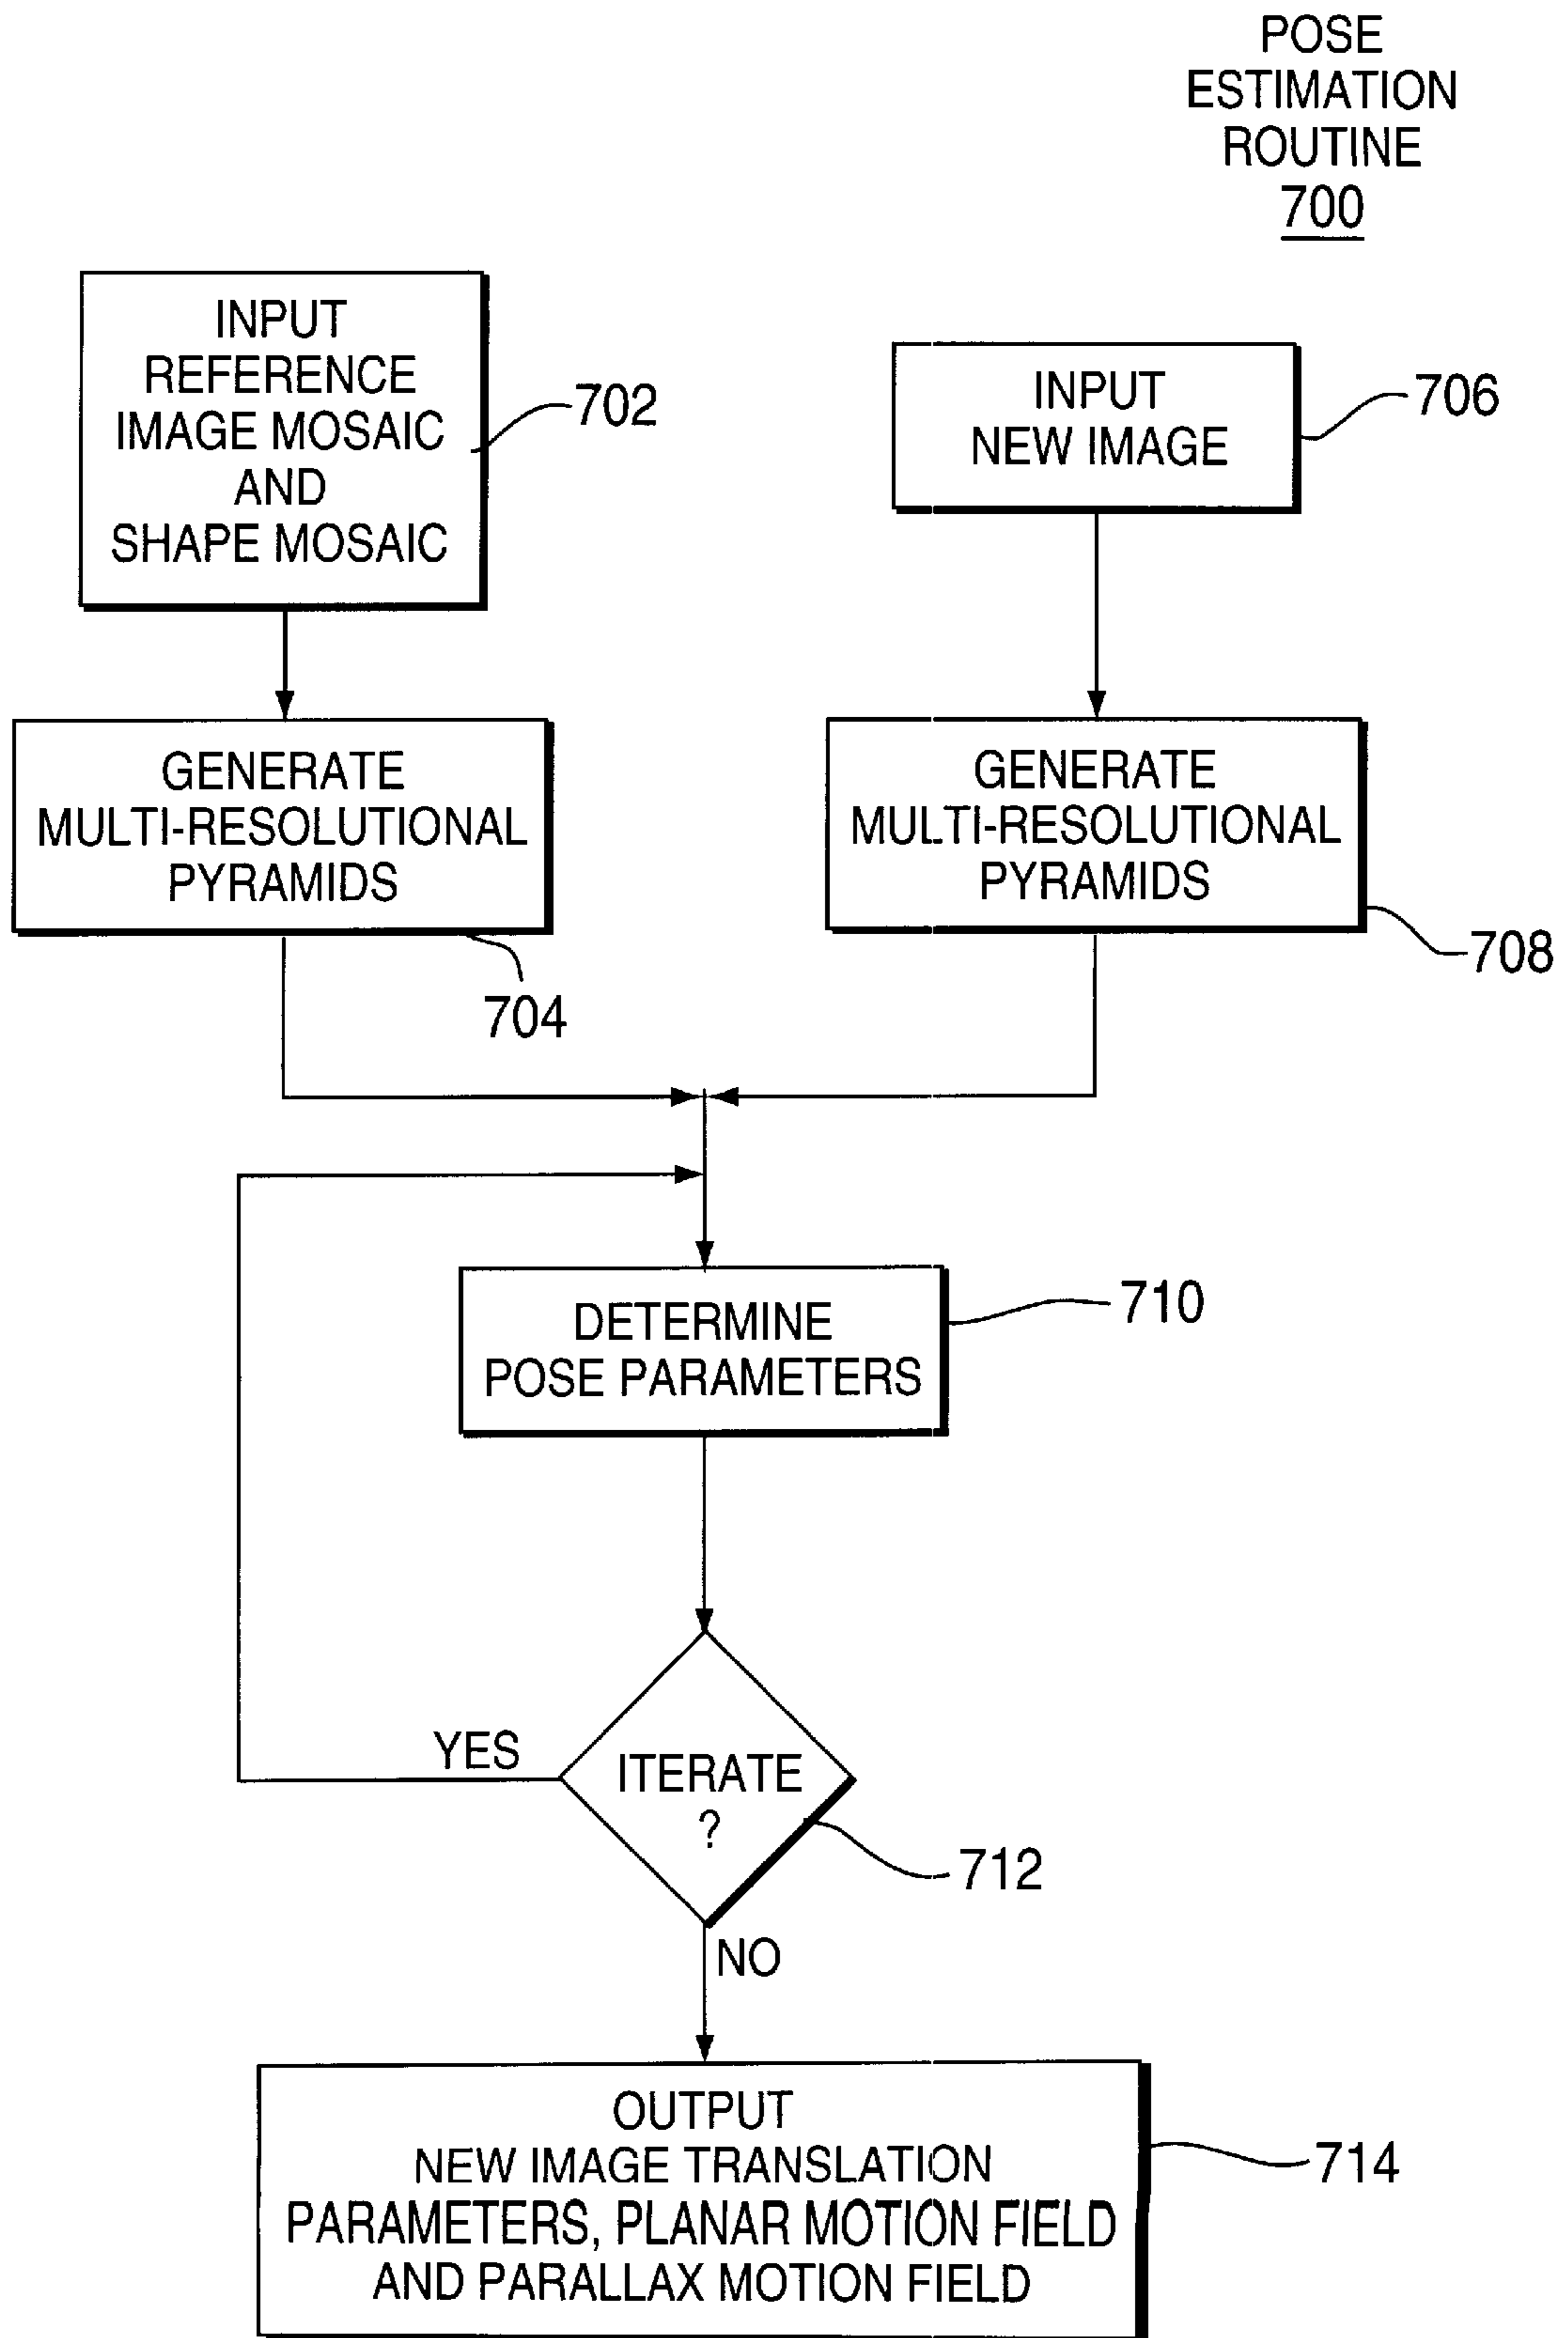 POSE
ESTIMATION
ROUTINE
700
INPUT
REFERENCE
IMAGE MOSAIC
AND
SHAPE MOSAIC
702
INPUT
NEW IMAGE
706
GENERATE
MULTI-RESOLUTIONAL
PYRAMIDS
704
GENERATE
MULTI-RESOLUTIONAL
PYRAMIDS
708
DETERMINE
POSE PARAMETERS
710
YES
ITERATE
?
712
NO
OUTPUT
NEW IMAGE TRANSLATION
PARAMETERS, PLANAR MOTION FIELD
AND PARALLAX MOTION FIELD
714